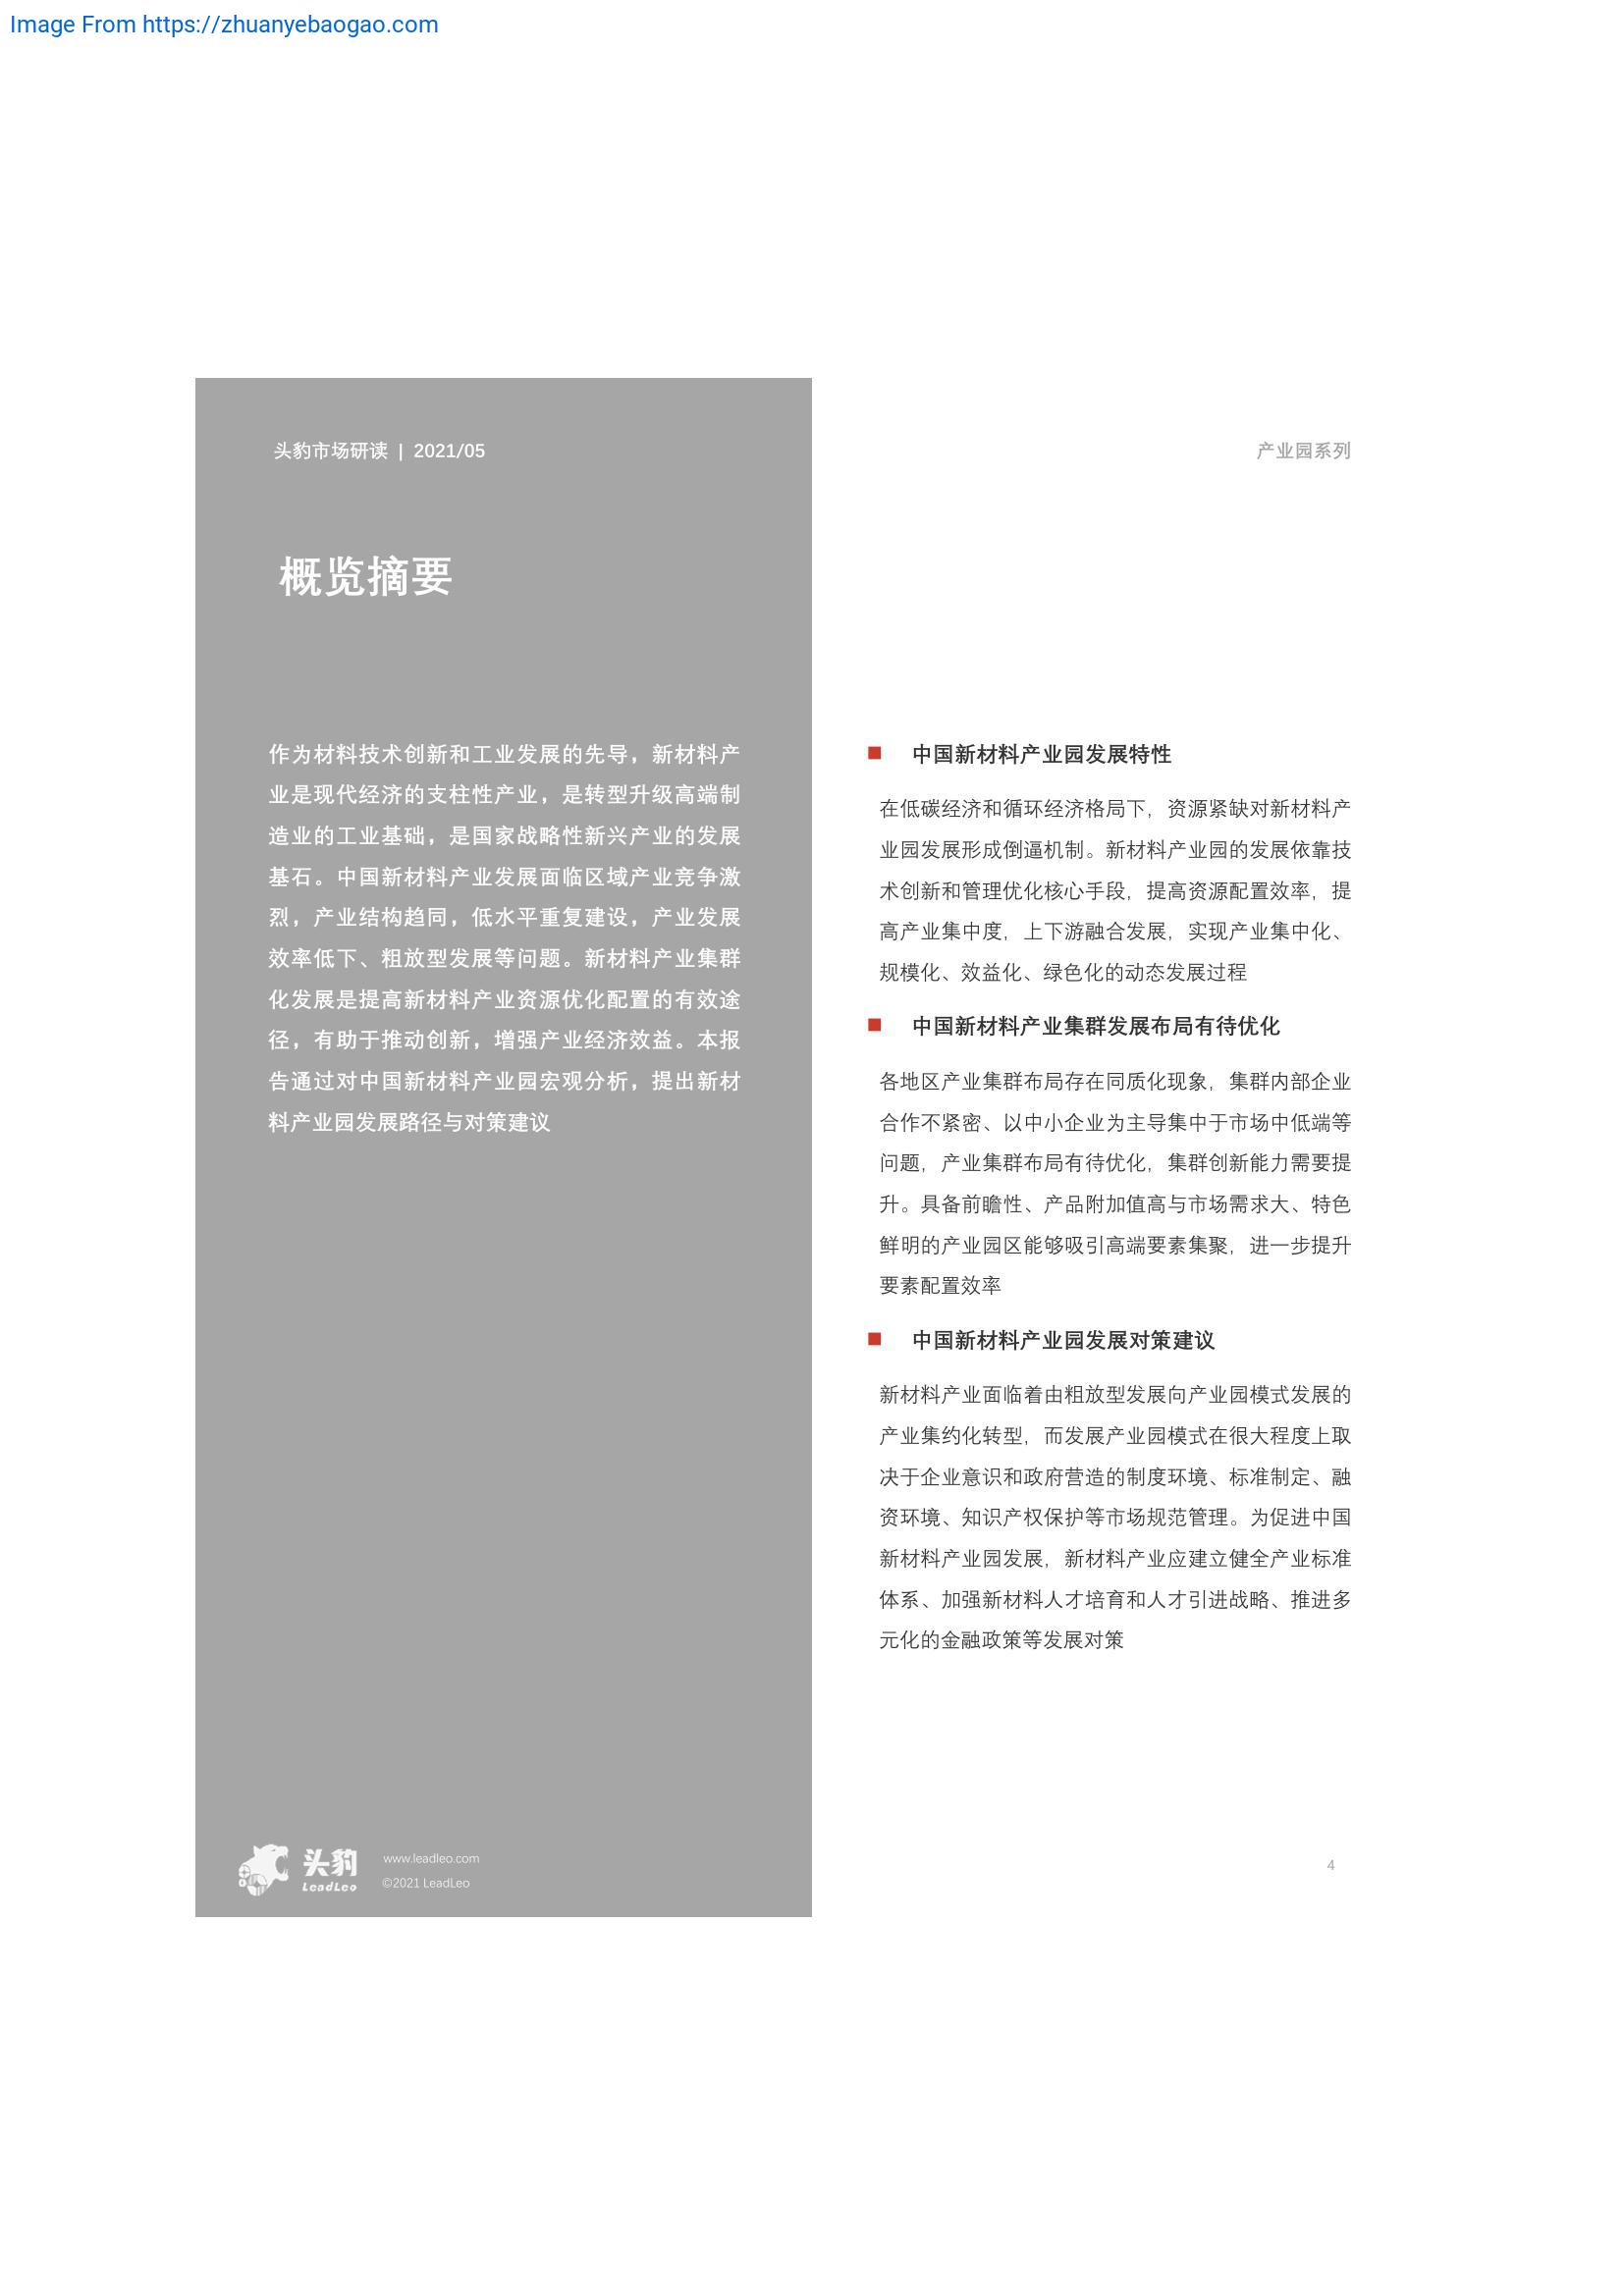 Image From https://zhuanyebaogao.com
头豹市场研读 | 2021/05
产业园系列
概览摘要
作为材料技术创新和工业发展的先导，新材料产
业是现代经济的支柱性产业，是转型升级高端制
造业的工业基础，是国家战略性新兴产业的发展
基石。中国新材料产业发展面临区域产业竞争激
烈，产业结构趋同，低水平重复建设，产业发展
效率低下、粗放型发展等问题。新材料产业集群
化发展是提高新材料产业资源优化配置的有效途
径，有助于推动创新，增强产业经济效益。本报
告通过对中国新材料产业园宏观分析，提出新材
料产业园发展路径与对策建议
中国新材料产业园发展特性
在低碳经济和循环经济格局下，资源紧缺对新材料产
业园发展形成倒逼机制。新材料产业园的发展依靠技
术创新和管理优化核心手段，提高资源配置效率，提
高产业集中度，上下游融合发展，实现产业集中化、
规模化、效益化、绿色化的动态发展过程
中国新材料产业集群发展布局有待优化
各地区产业集群布局存在同质化现象，集群内部企业
合作不紧密、以中小企业为主导集中于市场中低端等
问题，产业集群布局有待优化，集群创新能力需要提
升。具备前瞻性、产品附加值高与市场需求大、特色
鲜明的产业园区能够吸引高端要素集聚，进一步提升
要素配置效率
中国新材料产业园发展对策建议
新材料产业面临着由粗放型发展向产业园模式发展的
产业集约化转型，而发展产业园模式在很大程度上取
决于企业意识和政府营造的制度环境、标准制定、融
资环境、知识产权保护等市场规范管理。为促进中国
新材料产业园发展，新材料产业应建立健全产业标准
体系、加强新材料人才培育和人才引进战略、推进多
元化的金融政策等发展对策
头豹
LeadLeo
www.leadleo.com
©2021 LeadLeo
4